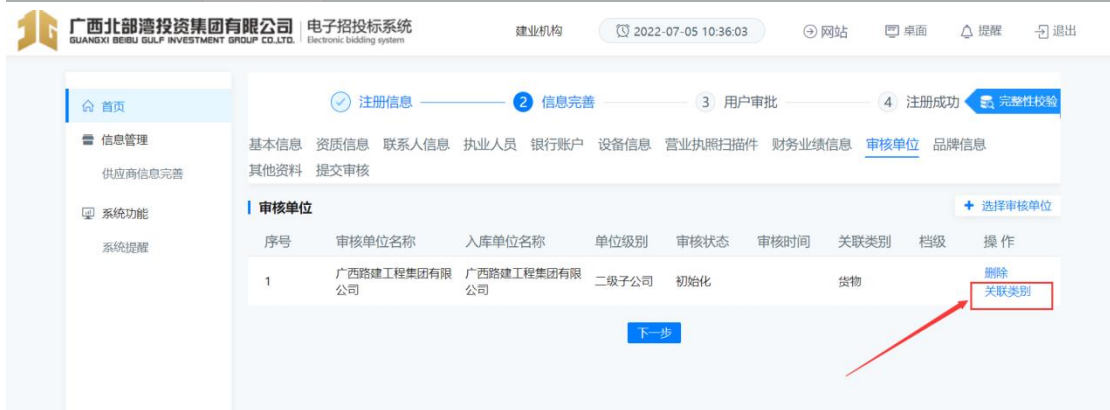 广西北部湾投资集团有限公司
GUANGXI BEIBU GULF INVESTMENT GROUP CO.,LTD.
电子招投标系统
Electronic bidding system
建业机构
2022-07-05 10:36:03
网站
桌面
提醒
退出
首页
信息管理
供应商信息完善
系统功能
系统提醒
注册信息
2 信息完善
3 用户审批
4 注册成功
完整性校验
基本信息 资质信息 联系人信息 执业人员 银行账户 设备信息 营业执照扫描件 财务业绩信息 审核单位 品牌信息
其他资料 提交审核
审核单位
选择审核单位
序号 审核单位名称 入库单位名称 单位级别 审核状态 审核时间 关联类别 档级 操作
1 广西路建工程集团有限公司 广西路建工程集团有限公司 二级子公司 初始化 货物 删除
关联类别
下一步